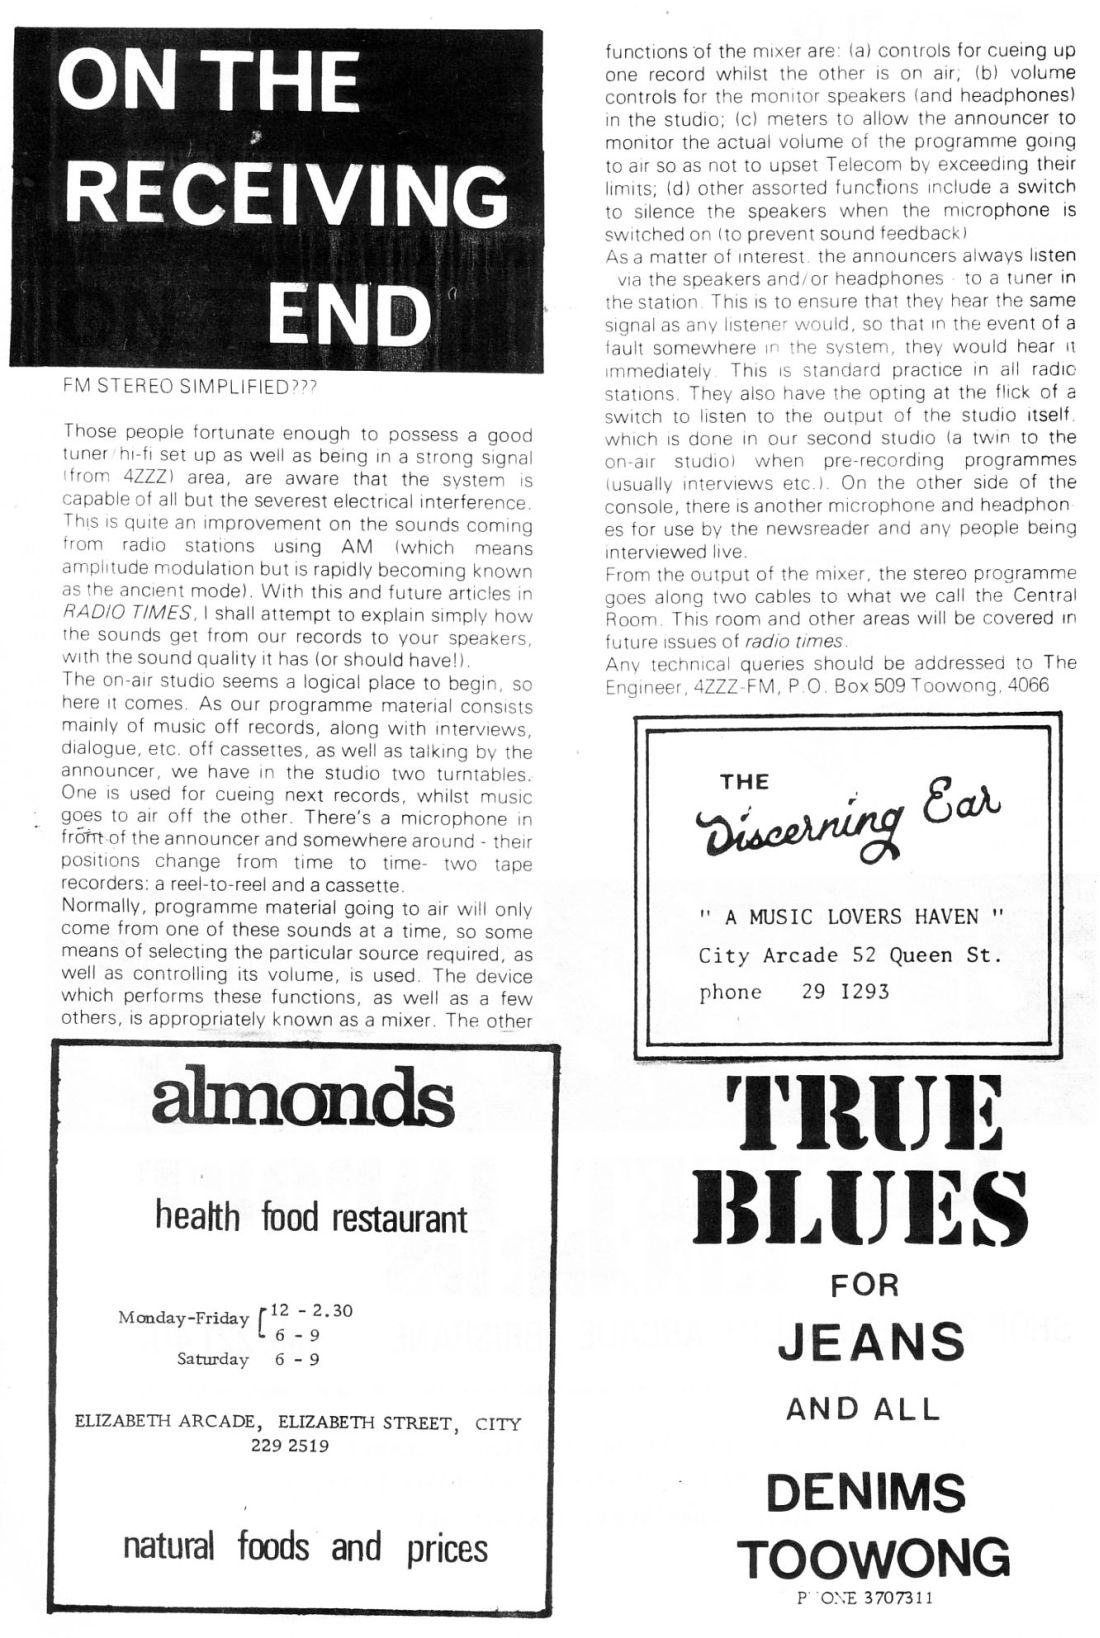 ON THE
RECEIVING
END
FM STEREO SIMPLIFIED???
Those people fortunate enough to possess a good
tuner/hi-fi set up as well as being in a strong signal
(from 4ZZZ) area, are aware that the system is
capable of all but the severest electrical interference.
This is quite an improvement on the sounds coming
from radio stations using AM (which means
amplitude modulation but is rapidly becoming known
as the ancient mode). With this and future articles in
RADIO TIMES, I shall attempt to explain simply how
the sounds get from our records to your speakers,
with the sound quality it has (or should have!).
The on-air studio seems a logical place to begin, so
here it comes. As our programme material consists
mainly of music off records, along with interviews,
dialogue, etc. off cassettes, as well as talking by the
announcer, we have in the studio two turntables.
One is used for cueing next records, whilst music
goes to air off the other. There's a microphone in
front of the announcer and somewhere around - their
positions change from time to time- two tape
recorders: a reel-to-reel and a cassette.
Normally, programme material going to air will only
come from one of these sounds at a time, so some
means of selecting the particular source required, as
well as controlling its volume, is used. The device
which performs these functions, as well as a few
others, is appropriately known as a mixer. The other
functions of the mixer are: (a) controls for cueing up
one record whilst the other is on air; (b) volume
controls for the monitor speakers (and headphones)
in the studio; (c) meters to allow the announcer to
monitor the actual volume of the programme going
to air so as not to upset Telecom by exceeding their
limits; (d) other assorted functions include a switch
to silence the speakers when the microphone is
switched on (to prevent sound feedback)
As a matter of interest. the announcers always listen
via the speakers and/or headphones - to a tuner in
the station. This is to ensure that they hear the same
signal as any listener would, so that in the event of a
fault somewhere in the system, they would hear it
immediately. This is standard practice in all radio
stations. They also have the opting at the flick of a
switch to listen to the output of the studio itself.
which is done in our second studio (a twin to the
on-air studio) when pre-recording programmes
(usually interviews etc.). On the other side of the
console, there is another microphone and headphon-
es for use by the newsreader and any people being
interviewed live.
From the output of the mixer, the stereo programme
goes along two cables to what we call the Central
Room. This room and other areas will be covered in
future issues of radio times.
Any technical queries should be addressed to The
Engineer, 4ZZZ-FM, P.O. Box 509 Toowong, 4066
THE
Discerning Ear
" A MUSIC LOVERS HAVEN "
City Arcade 52 Queen St.
phone 29 I293
almonds
health food restaurant
Monday-Friday [12 - 2.30
6 - 9
Saturday 6 - 9
ELIZABETH ARCADE, ELIZABETH STREET, CITY
229 2519
natural foods and prices
TRUE
BLUES
FOR
JEANS
AND ALL
DENIMS
TOOWONG
PHONE 3707311